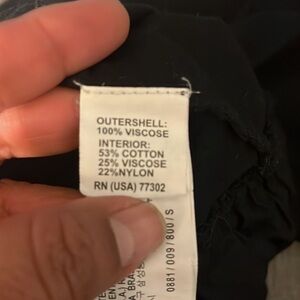 OUTERSHELL:
100% VISCOSE
INTERIOR:
53% COTTON
25% VISCOSE
22%NYLON
RN (USA) 77302
0881 / 009 / 800 / S